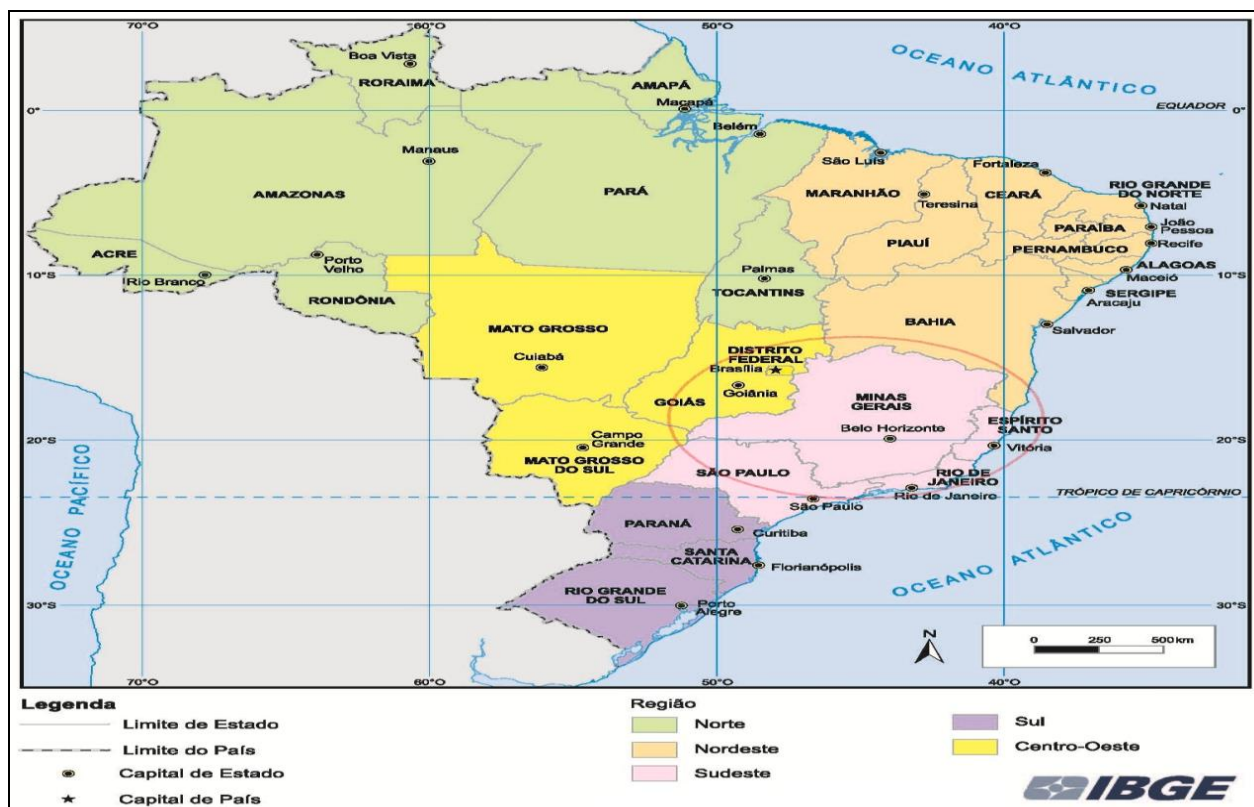 70°O
60°O
50°O
40°O
OCEANO ATLÂNTICO
Boa Vista
RORAIMA
AMAPÁ
Macapá
EQUADOR
0°
0°
Belém
Manaus
São Luís
Fortaleza
AMAZONAS
PARÁ
MARANHÃO
CEARÁ
RIO GRANDE
DO NORTE
Teresina
Natal
PARAÍBA
João
Pessoa
PIAUÍ
PERNAMBUCO
Recife
ACRE
Porto
Velho
Rio Branco
10°S
10°S
Palmas
ALAGOAS
Maceió
RONDÔNIA
TOCANTINS
SERGIPE
Aracaju
MATO GROSSO
BAHIA
Salvador
Cuiabá
DISTRITO
FEDERAL
Brasília
Goiânia
GOIÁS
MINAS
GERAIS
Belo Horizonte
ESPÍRITO
SANTO
Vitória
20°S
20°S
Campo
Grande
MATO GROSSO
DO SUL
SÃO PAULO
RIO DE
JANEIRO
Rio de Janeiro
São Paulo
TRÓPICO DE CAPRICÓRNIO
OCEANO PACÍFICO
PARANÁ
Curitiba
SANTA
CATARINA
Florianópolis
OCEANO ATLÂNTICO
RIO GRANDE
DO SUL
Porto
Alegre
30°S
30°S
N
0 250 500km
70°O
60°O
50°O
40°O
Legenda
Limite de Estado
Limite do País
Capital de Estado
Capital de País
Região
Norte
Nordeste
Sudeste
Sul
Centro-Oeste
IBGE